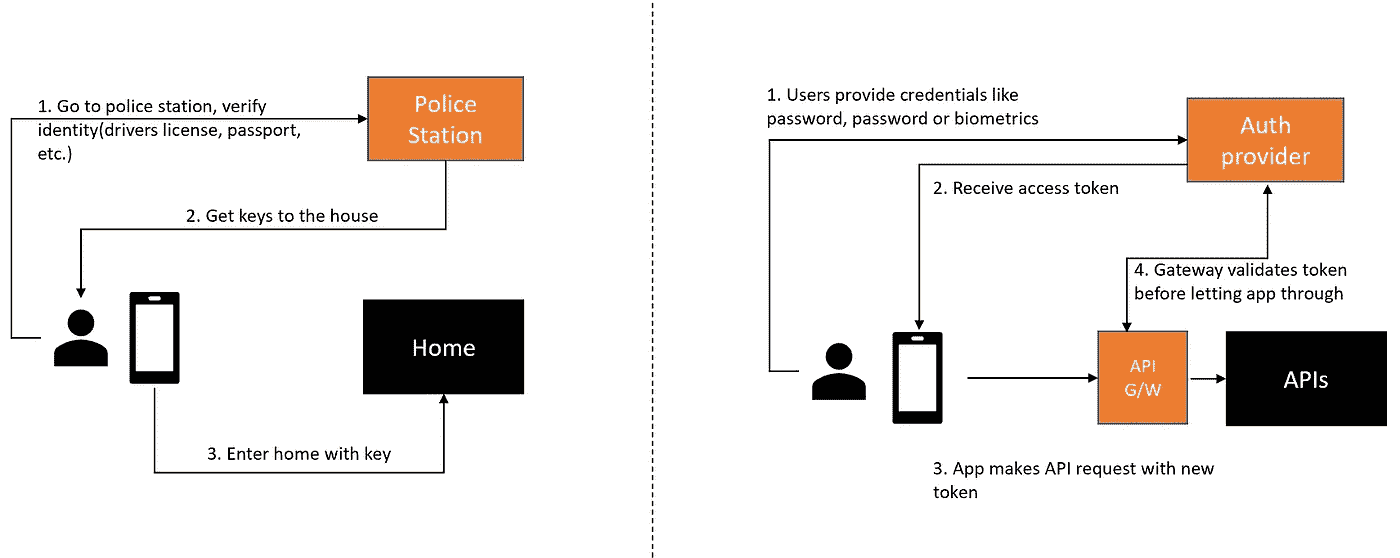 1. Go to police station, verify
identity(drivers license, passport,
etc.)
Police
Station
2. Get keys to the house
Home
3. Enter home with key
1. Users provide credentials like
password, password or biometrics
Auth
provider
2. Receive access token
4. Gateway validates token
before letting app through
API
G/W
APIs
3. App makes API request with new
token